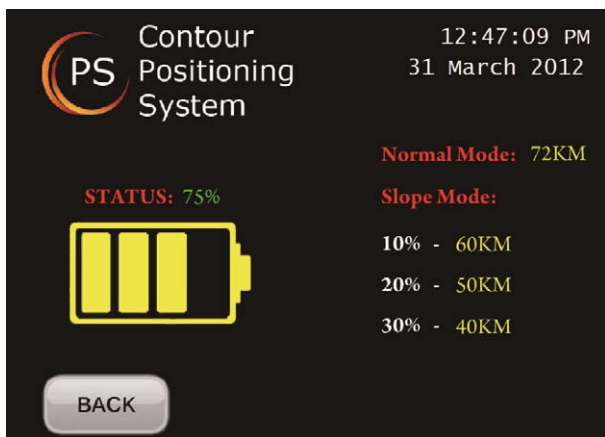 PS
Contour
Positioning
System
12:47:09 PM
31 March 2012
Normal Mode: 72KM
STATUS: 75%
Slope Mode:
10% - 60KM
20% - 50KM
30% - 40KM
BACK